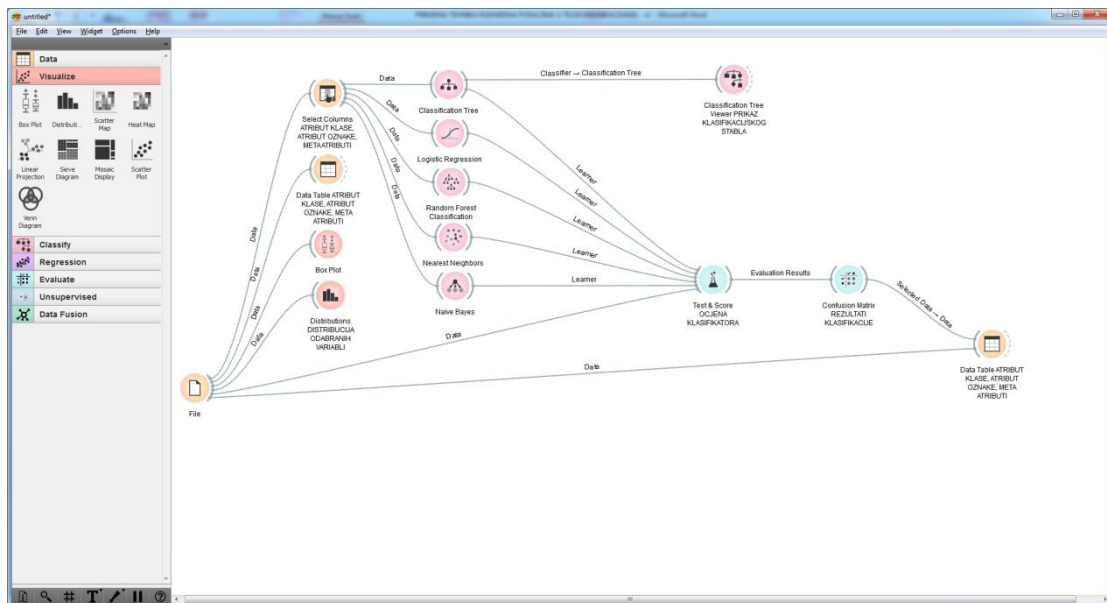 untitled*
File Edit View Widget Options Help
Data
Visualize
Box Plot
Distributi...
Scatter
Map
Heat Map
Linear
Projection
Sieve
Diagram
Mosaic
Display
Scatter
Plot
Venn
Diagram
Classify
Regression
Evaluate
Unsupervised
Data Fusion
Data
Classifier → Classification Tree
Select Columns
ATRIBUT KLASE,
ATRIBUT OZNAKE,
METAATRIBUTI
Classification Tree
Classification Tree
Viewer PRIKAZ
KLASIFIKACIJSKOG
STABLA
Data
Data
Data
Data
Logistic Regression
Data Table ATRIBUT
KLASE, ATRIBUT
OZNAKE, META
ATRIBUTI
Random Forest
Classification
Learner
Learner
Learner
Learner
Learner
Nearest Neighbors
Naive Bayes
Box Plot
Distributions
DISTRIBUCIJA
ODABRANIH
VARIABLI
Data
Data
Data
Data
Data
Data
File
Test & Score
OCJENA
KLASIFIKATORA
Evaluation Results
Confusion Matrix
REZULTATI
KLASIFIKACIJE
Selected Data → Data
Data Table ATRIBUT
KLASE, ATRIBUT
OZNAKE, META
ATRIBUTI